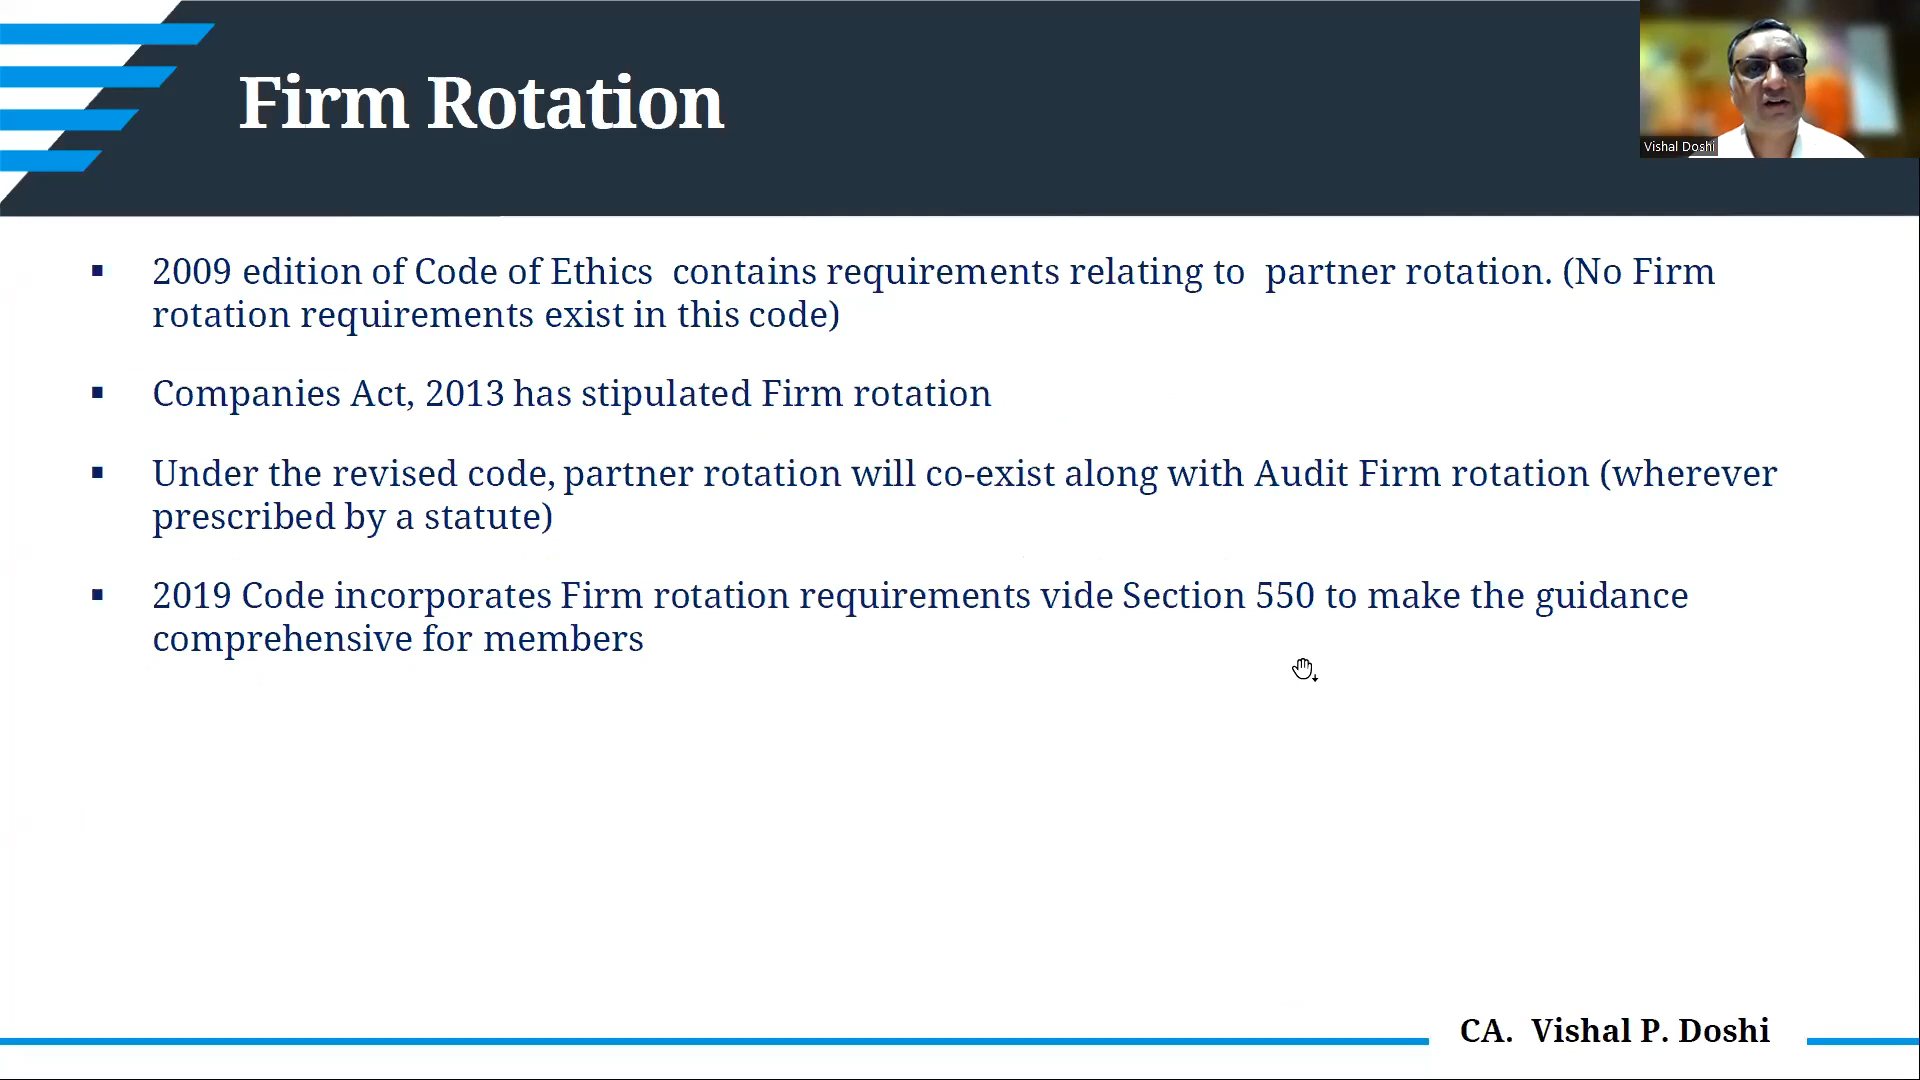 Firm Rotation
Vishal Doshi
▪ 2009 edition of Code of Ethics contains requirements relating to partner rotation. (No Firm
rotation requirements exist in this code)
▪ Companies Act, 2013 has stipulated Firm rotation
▪ Under the revised code, partner rotation will co-exist along with Audit Firm rotation (wherever
prescribed by a statute)
▪ 2019 Code incorporates Firm rotation requirements vide Section 550 to make the guidance
comprehensive for members
CA. Vishal P. Doshi